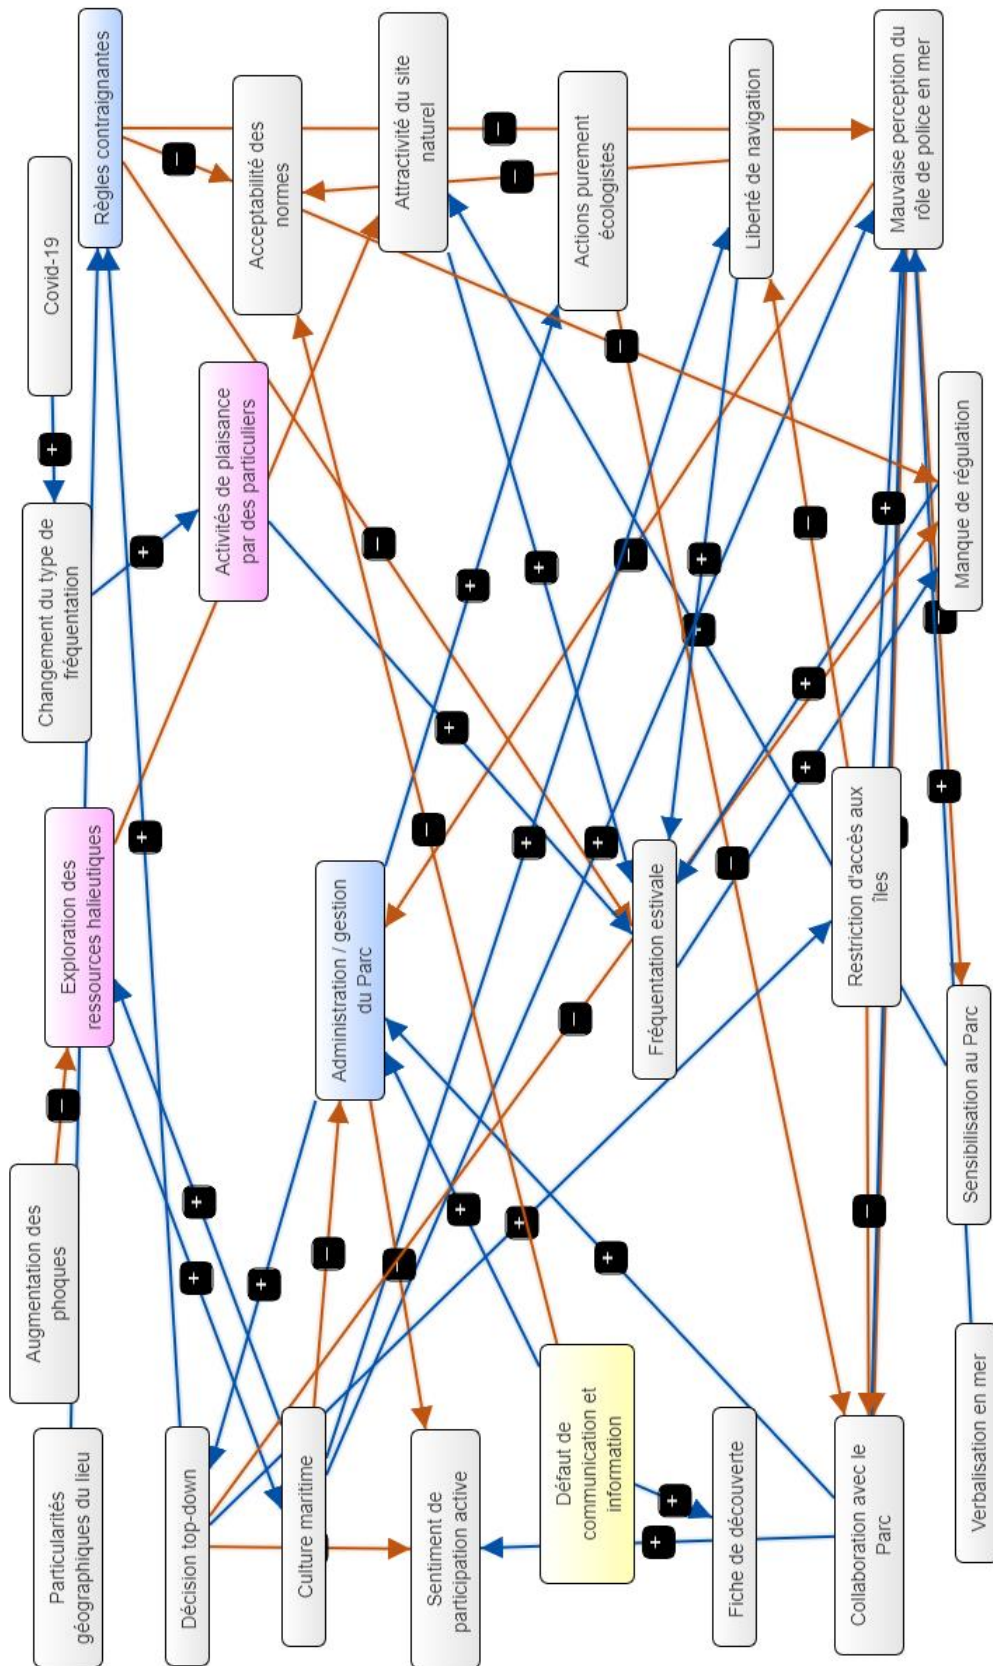 Particularités
géographiques du lieu
Augmentation des
phoques
Exploration des
ressources halieutiques
Changement du type de
fréquentation
Covid-19
Règles contraignantes
Décision top-down
Activités de plaisance
par des particuliers
Acceptabilité des
normes
Culture maritime
Administration / gestion
du Parc
Attractivité du site
naturel
Sentiment de
participation active
Défaut de
communication et
information
Actions purement
écologistes
Fréquentation estivale
Fiche de découverte
Liberté de navigation
Collaboration avec le
Parc
Restriction d'accès aux
îles
Mauvaise perception du
rôle de police en mer
Manque de régulation
Sensibilisation au Parc
Verbalisation en mer